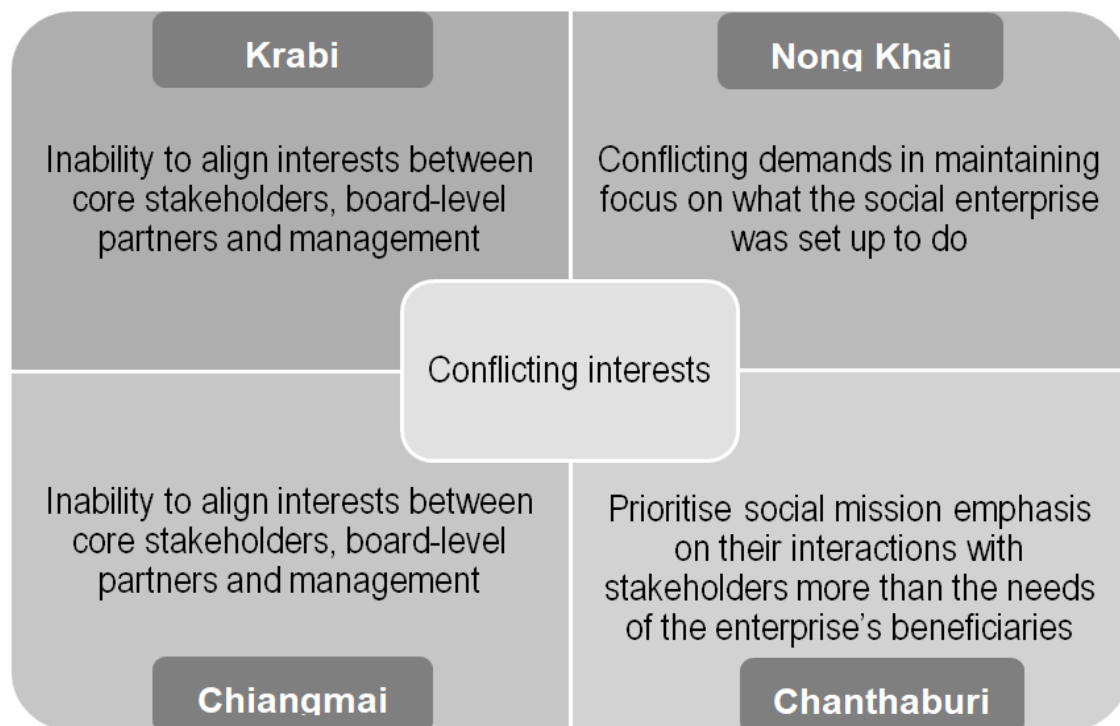 Krabi
Inability to align interests between
core stakeholders, board-level
partners and management
Nong Khai
Conflicting demands in maintaining
focus on what the social enterprise
was set up to do
Conflicting interests
Inability to align interests between
core stakeholders, board-level
partners and management
Chiangmai
Prioritise social mission emphasis
on their interactions with
stakeholders more than the needs
of the enterprise’s beneficiaries
Chanthaburi